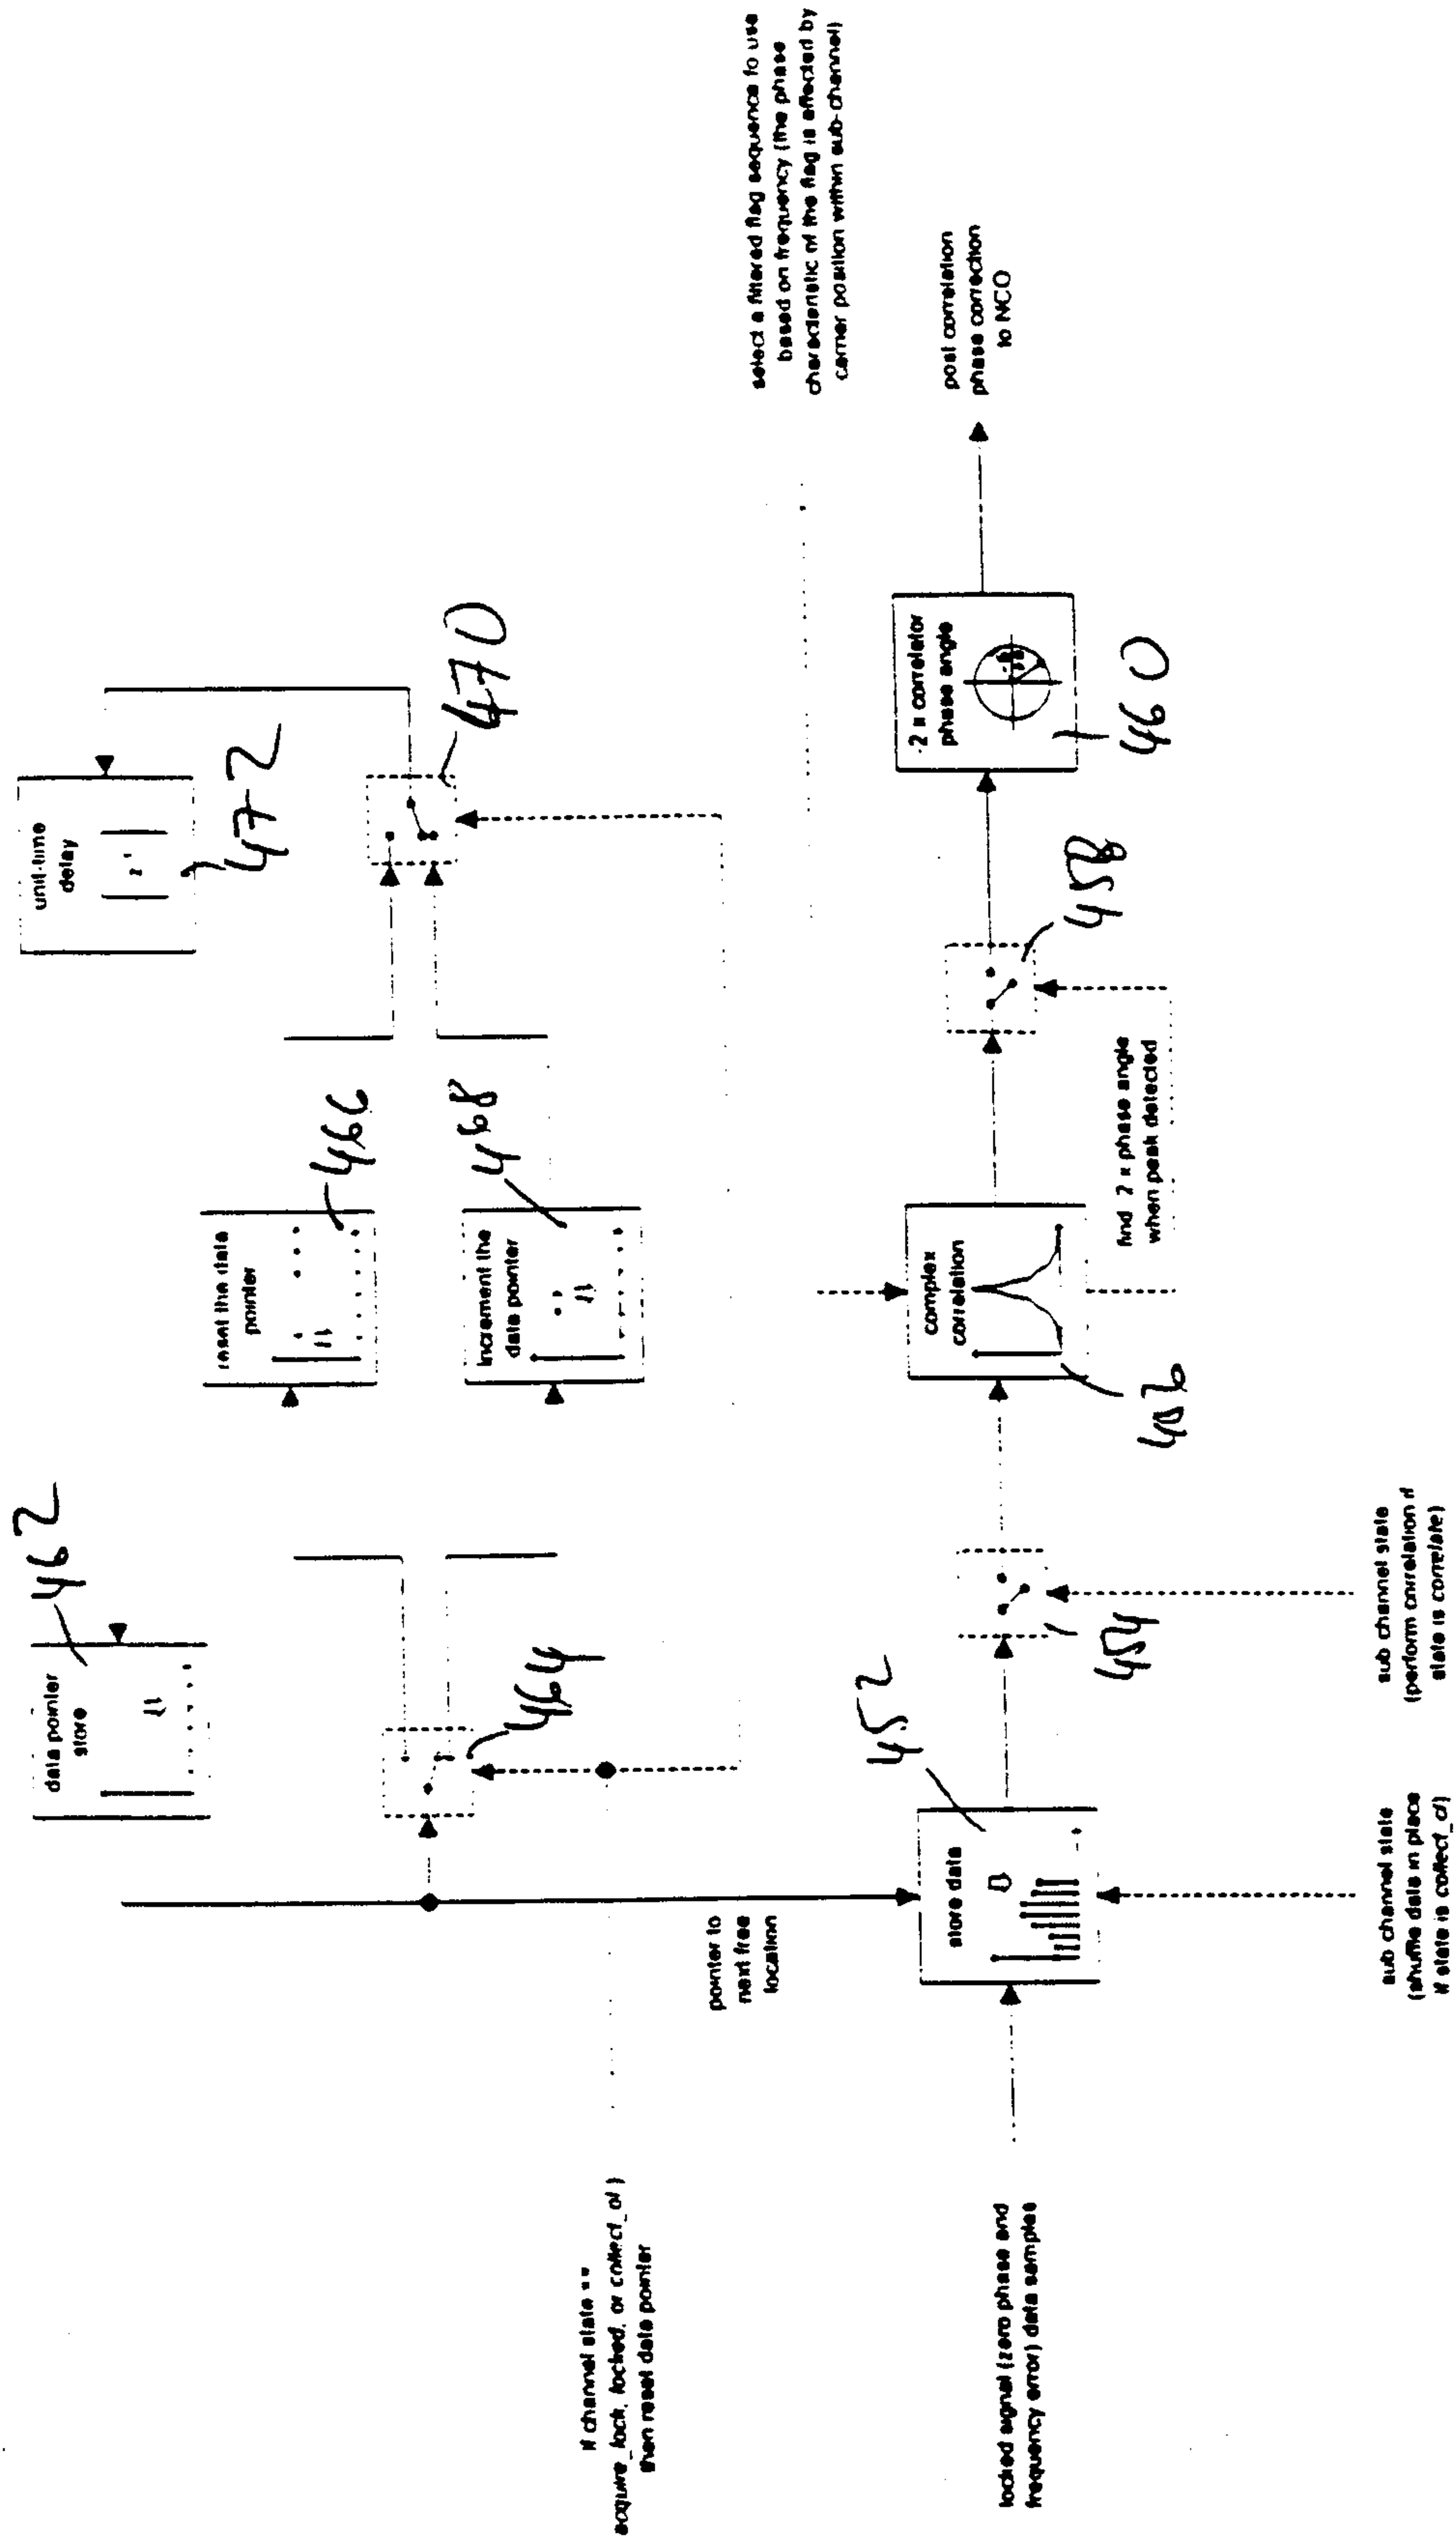 data pointer
store
462
unit-time
delay
z⁻¹
472
reset the data
pointer
466
464
470
increment the
data pointer
468
if channel state ==
acquire_lock, locked, or collect_ol)
then reset data pointer
pointer to
next free
location
select a filtered flag sequence to use
based on frequency (the phase
characteristic of the flag is affected by
carrier position within sub-channel)
locked signal (zero phase and
frequency error) data samples
store data
452
454
complex
correlation
458
-2 x correlator
phase angle
460
post correlation
phase correction
to NCO
find 2 x phase angle
when peak detected
sub channel state
(shuffle data in place
if state is collect_ol)
sub channel state
(perform correlation if
state is correlate)